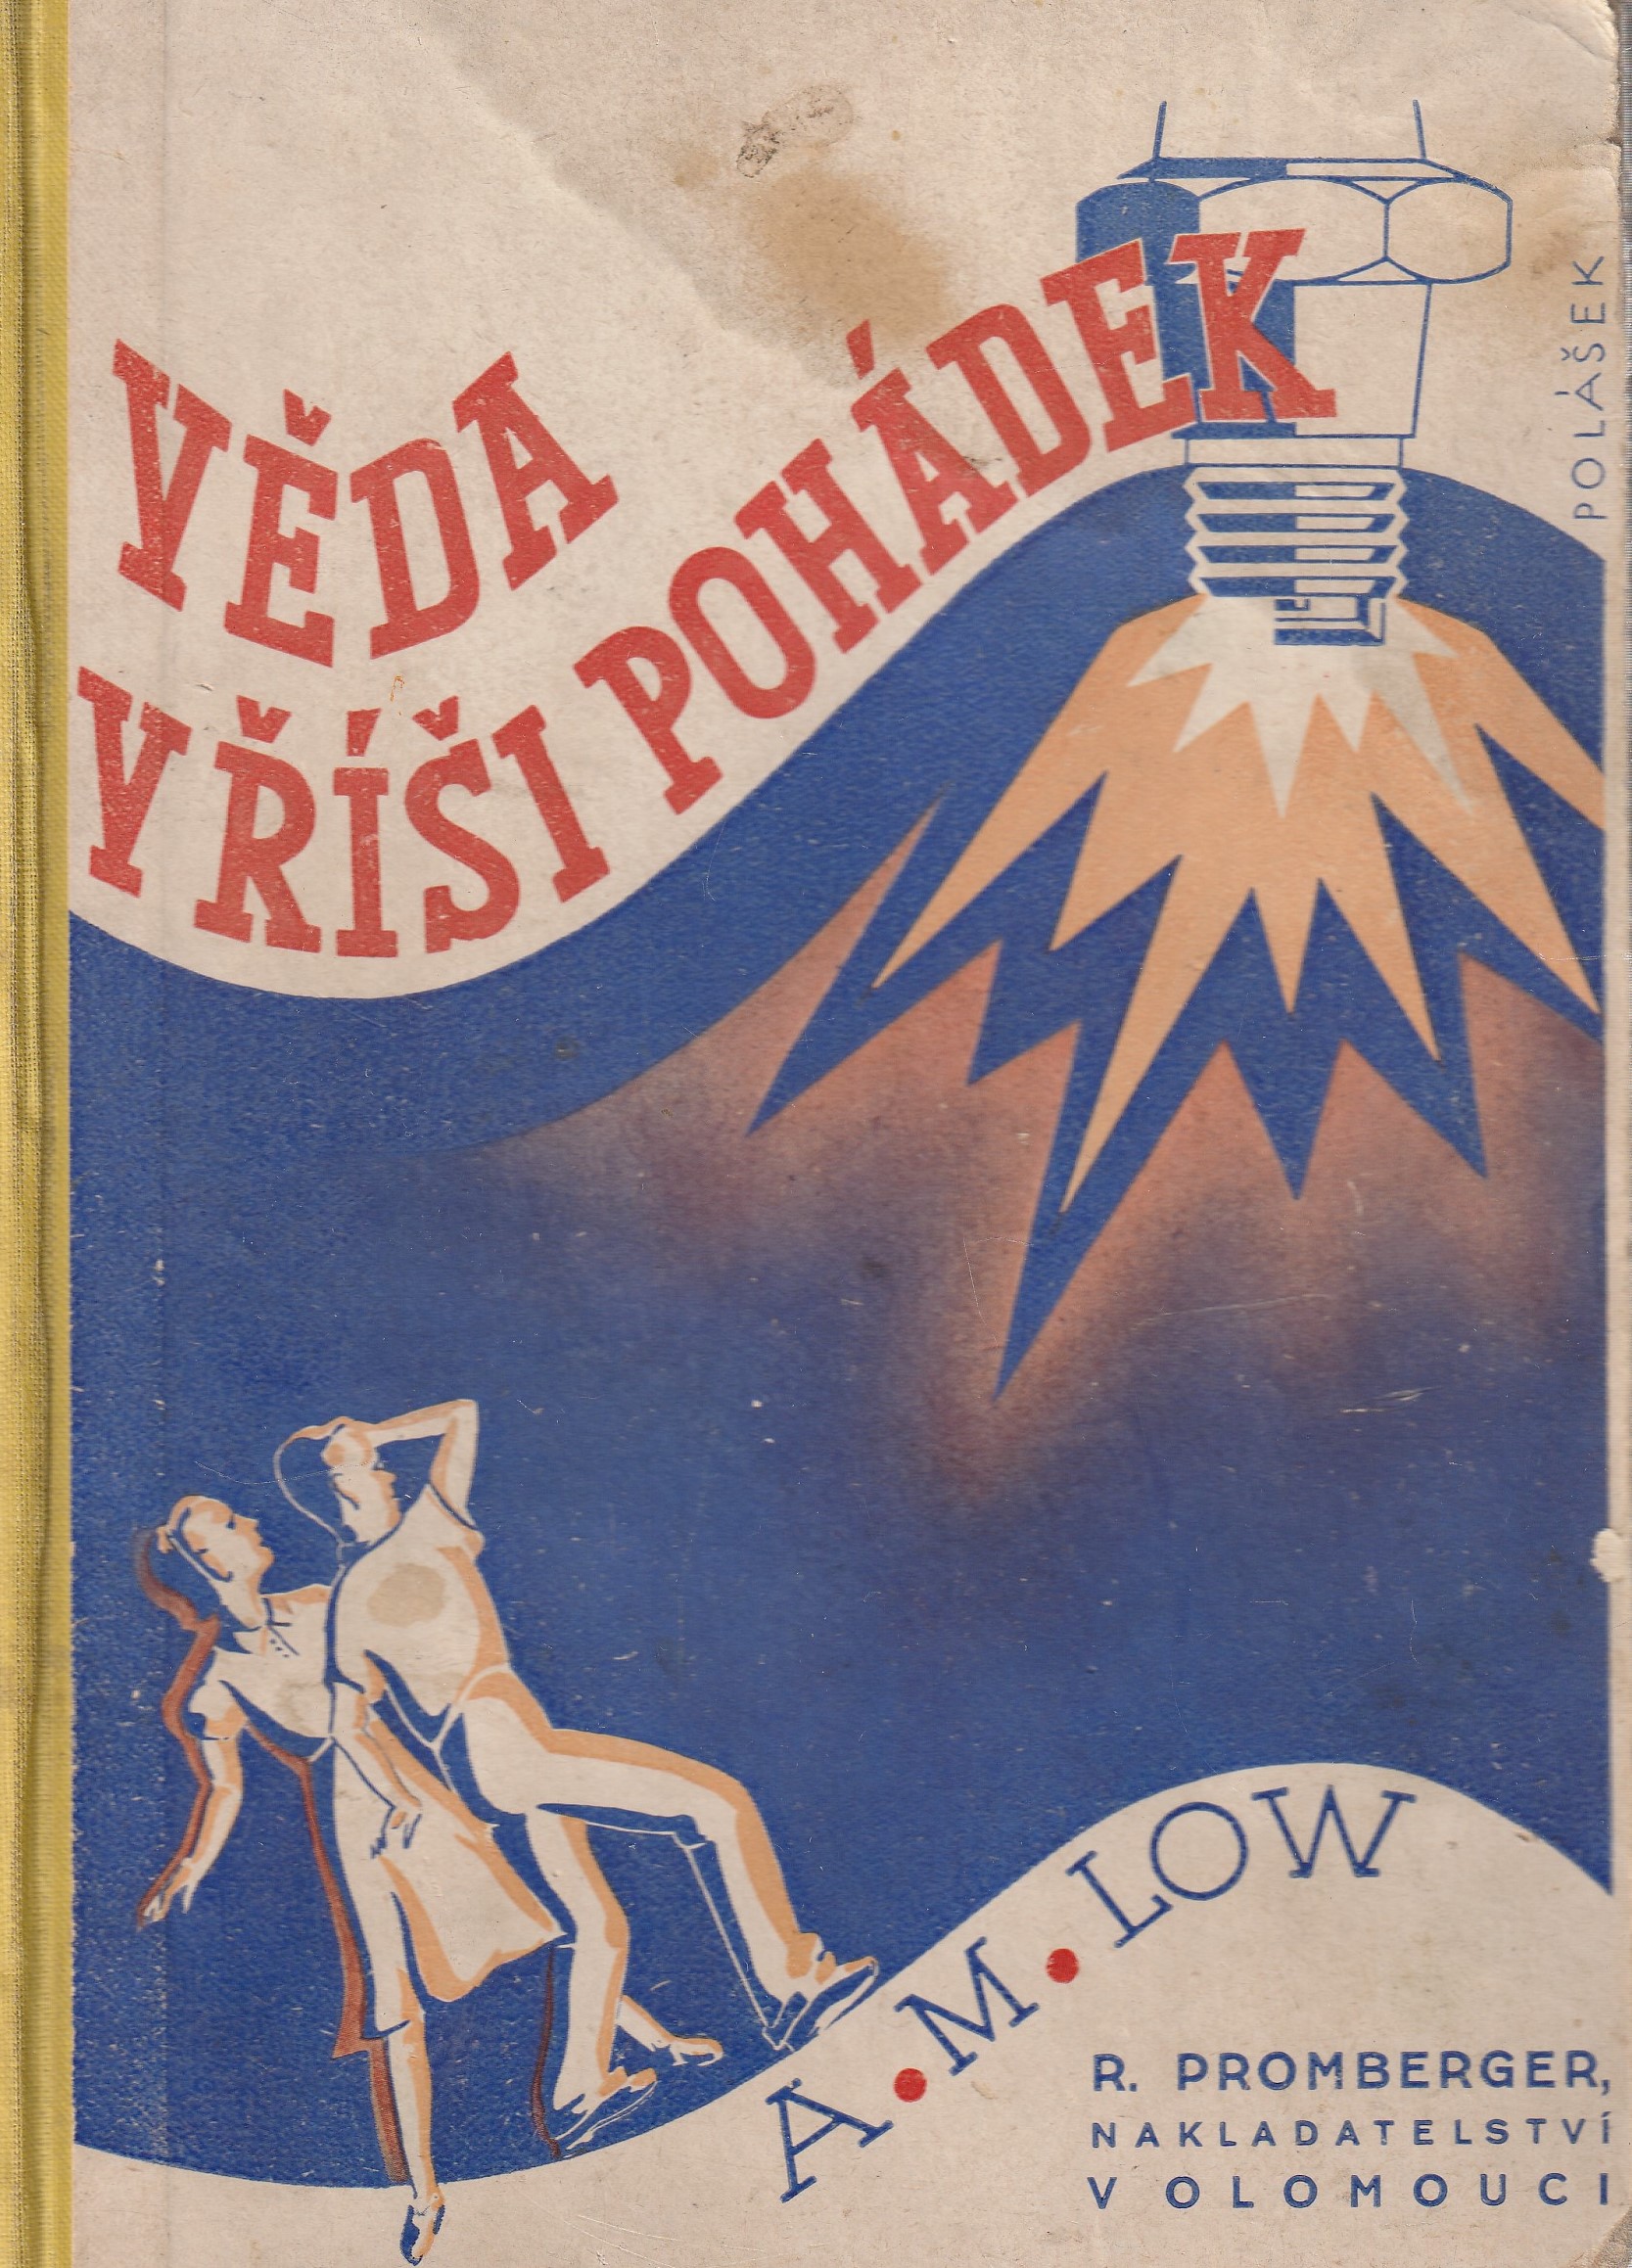 VĚDA
V ŘÍŠI POHÁDEK
POLÁŠEK
A•M•LOW
R. PROMBERGER,
NAKLADATELSTVÍ
V OLOMOUCI